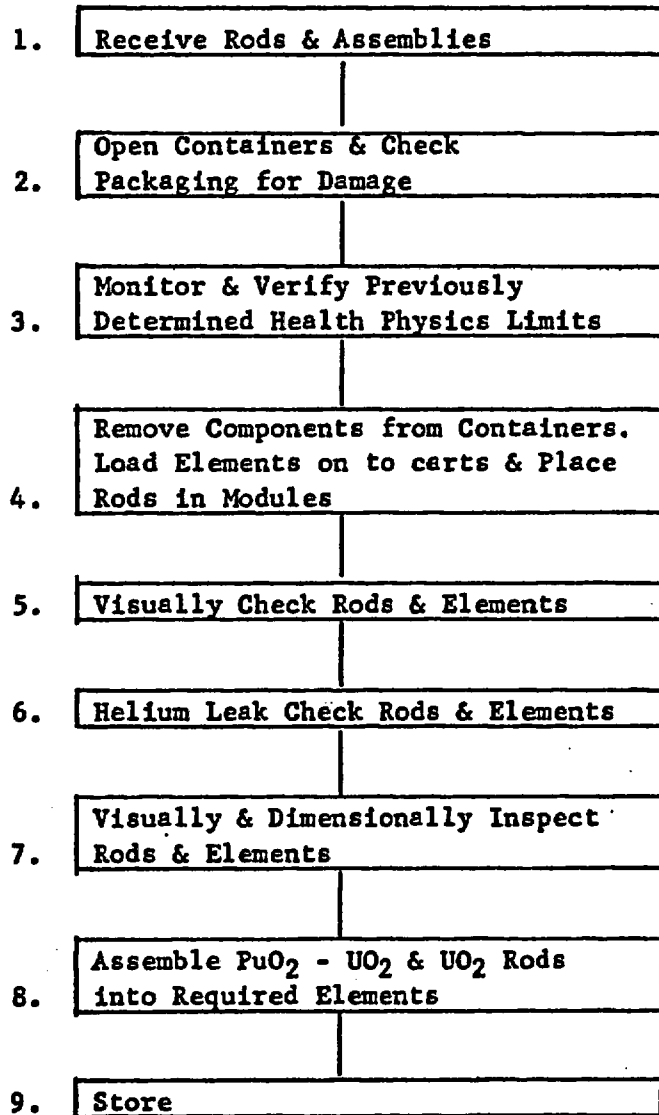 1. Receive Rods & Assemblies
Open Containers & Check
2. Packaging for Damage
Monitor & Verify Previously
3. Determined Health Physics Limits
Remove Components from Containers.
Load Elements on to carts & Place
4. Rods in Modules
5. Visually Check Rods & Elements
6. Helium Leak Check Rods & Elements
Visually & Dimensionally Inspect
7. Rods & Elements
Assemble PuO2 - UO2 & UO2 Rods
8. into Required Elements
9. Store